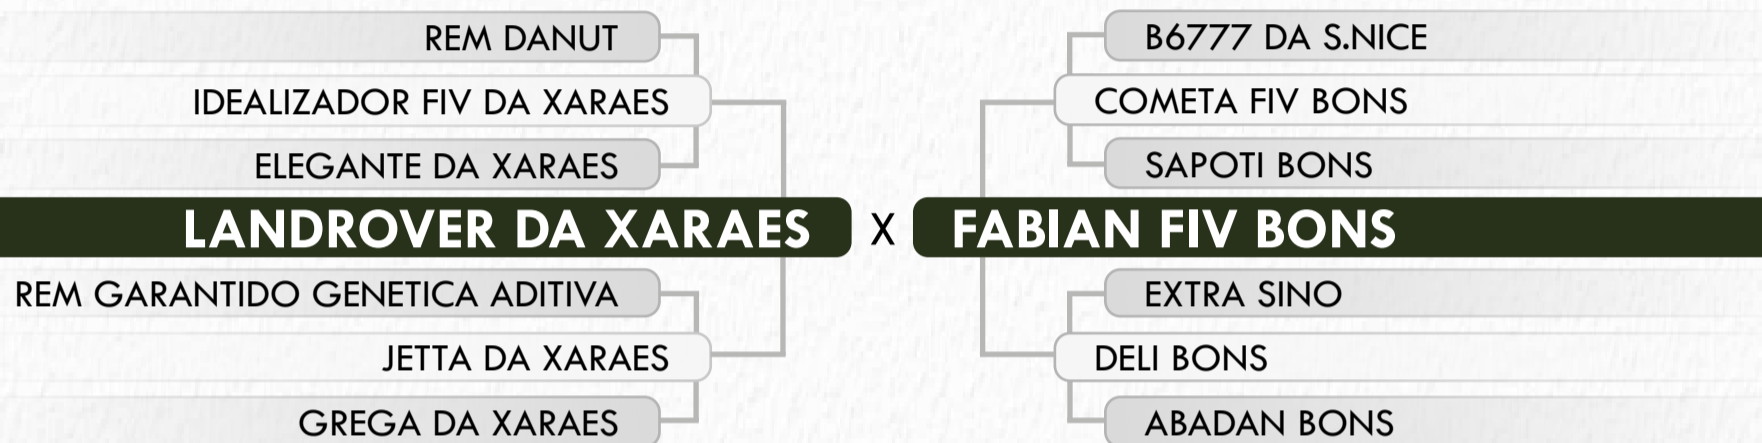 REM DANUT
IDEALIZADOR FIV DA XARAES
ELEGANTE DA XARAES
LANDROVER DA XARAES
REM GARANTIDO GENETICA ADITIVA
JETTA DA XARAES
GREGA DA XARAES
X
B6777 DA S.NICE
COMETA FIV BONS
SAPOTI BONS
FABIAN FIV BONS
EXTRA SINO
DELI BONS
ABADAN BONS